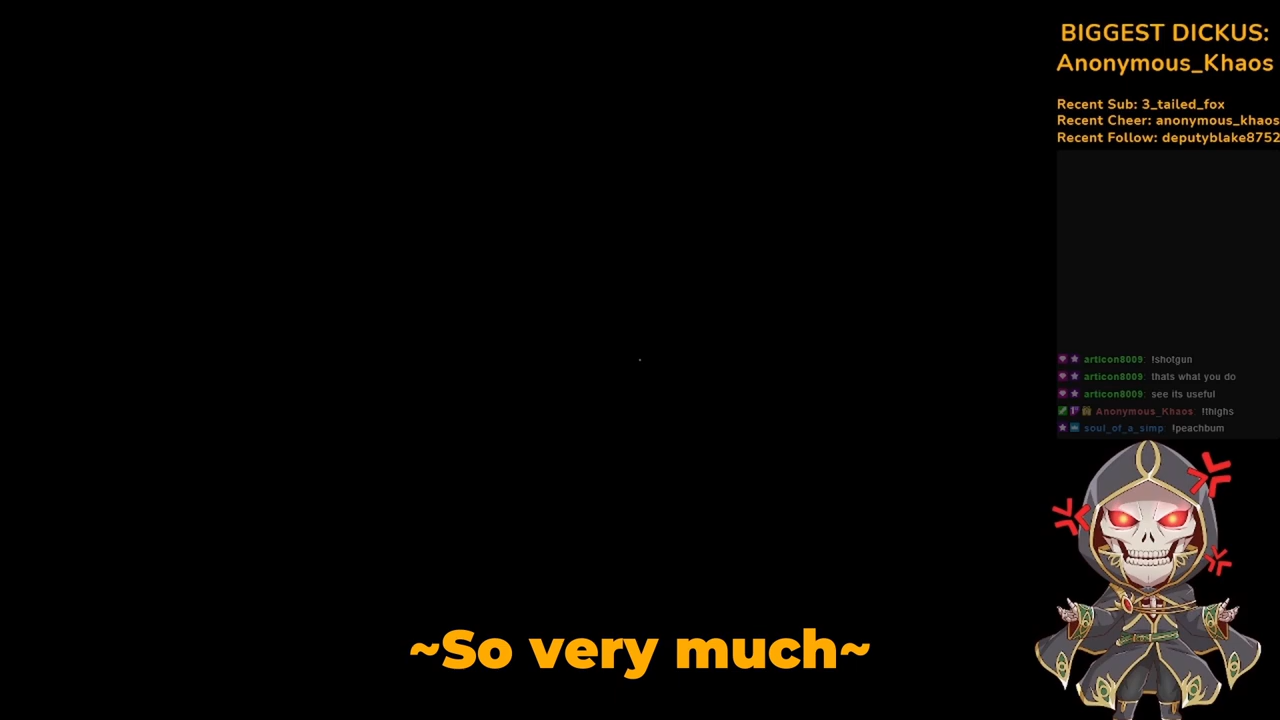 BIGGEST DICKUS:
Anonymous_Khaos
Recent Sub: 3_tailed_fox
Recent Cheer: anonymous_khaos
Recent Follow: deputyblake8752
articon8009: !shotgun
articon8009: thats what you do
articon8009: see its useful
Anonymous_Khaos: !thighs
soul_of_a_simp: !peachbum
~So very much~